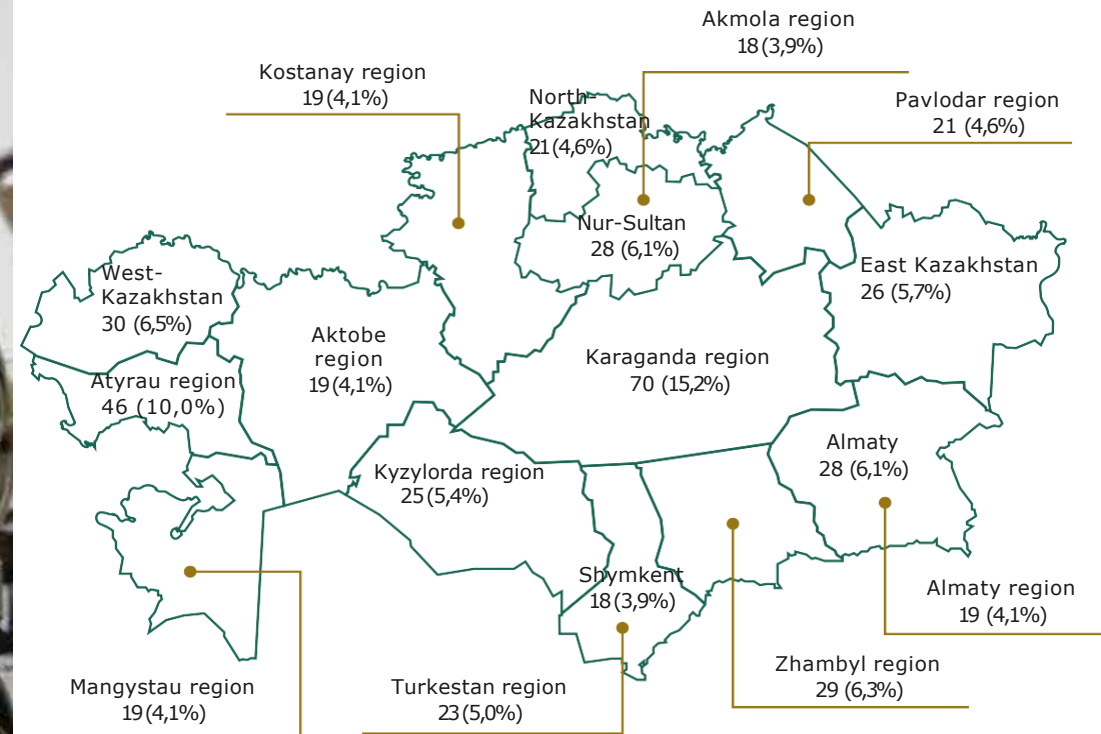 Akmola region
18 (3,9%)
Kostanay region
19 (4,1%)
North-
Kazakhstan
21 (4,6%)
Pavlodar region
21 (4,6%)
Nur-Sultan
28 (6,1%)
East Kazakhstan
26 (5,7%)
West-
Kazakhstan
30 (6,5%)
Aktobe
region
19 (4,1%)
Karaganda region
70 (15,2%)
Atyrau region
46 (10,0%)
Almaty
28 (6,1%)
Kyzylorda region
25 (5,4%)
Shymkent
18 (3,9%)
Almaty region
19 (4,1%)
Zhambyl region
29 (6,3%)
Mangystau region
19 (4,1%)
Turkestan region
23 (5,0%)